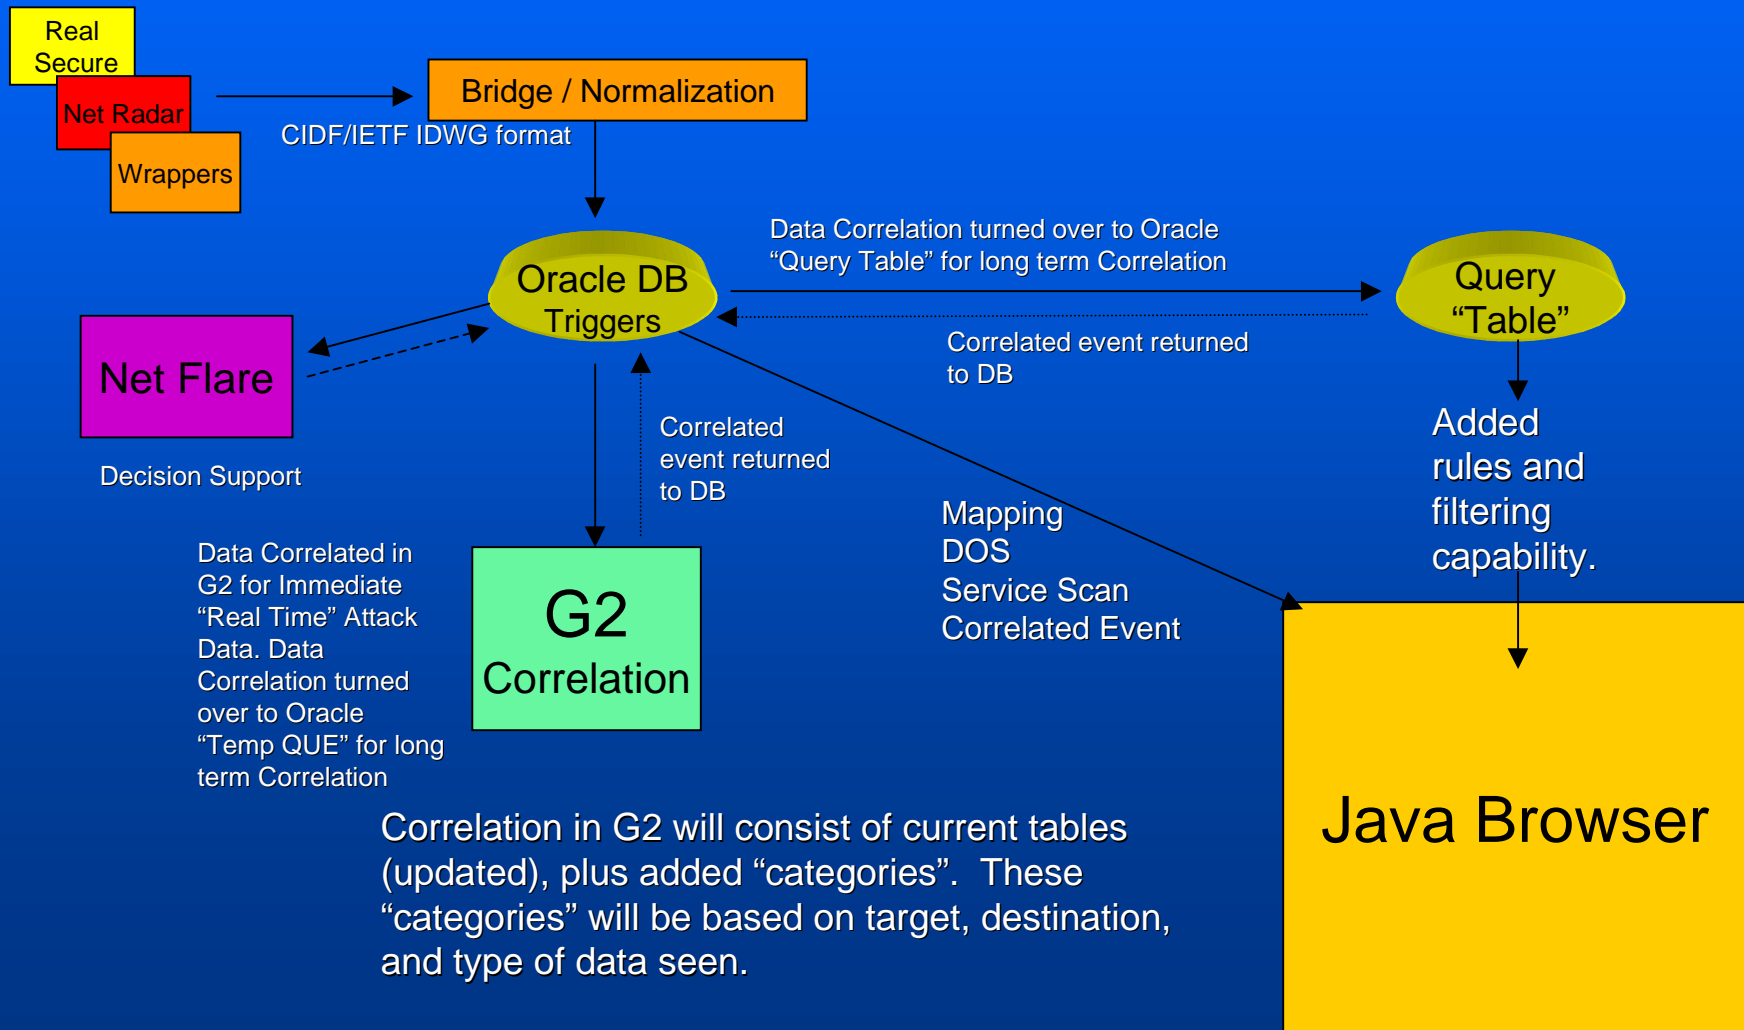 Real
Secure
Net Radar
Wrappers
Bridge / Normalization
CIDF/IETF IDWG format
Oracle DB
Triggers
Data Correlation turned over to Oracle
“Query Table” for long term Correlation
Query
“Table”
Correlated event returned
to DB
Net Flare
Decision Support
Correlated
event returned
to DB
Added
rules and
filtering
capability.
Mapping
DOS
Service Scan
Correlated Event
Data Correlated in
G2 for Immediate
“Real Time” Attack
Data. Data
Correlation turned
over to Oracle
“Temp QUE” for long
term Correlation
G2
Correlation
Java Browser
Correlation in G2 will consist of current tables
(updated), plus added “categories”.  These
“categories” will be based on target, destination,
and type of data seen.